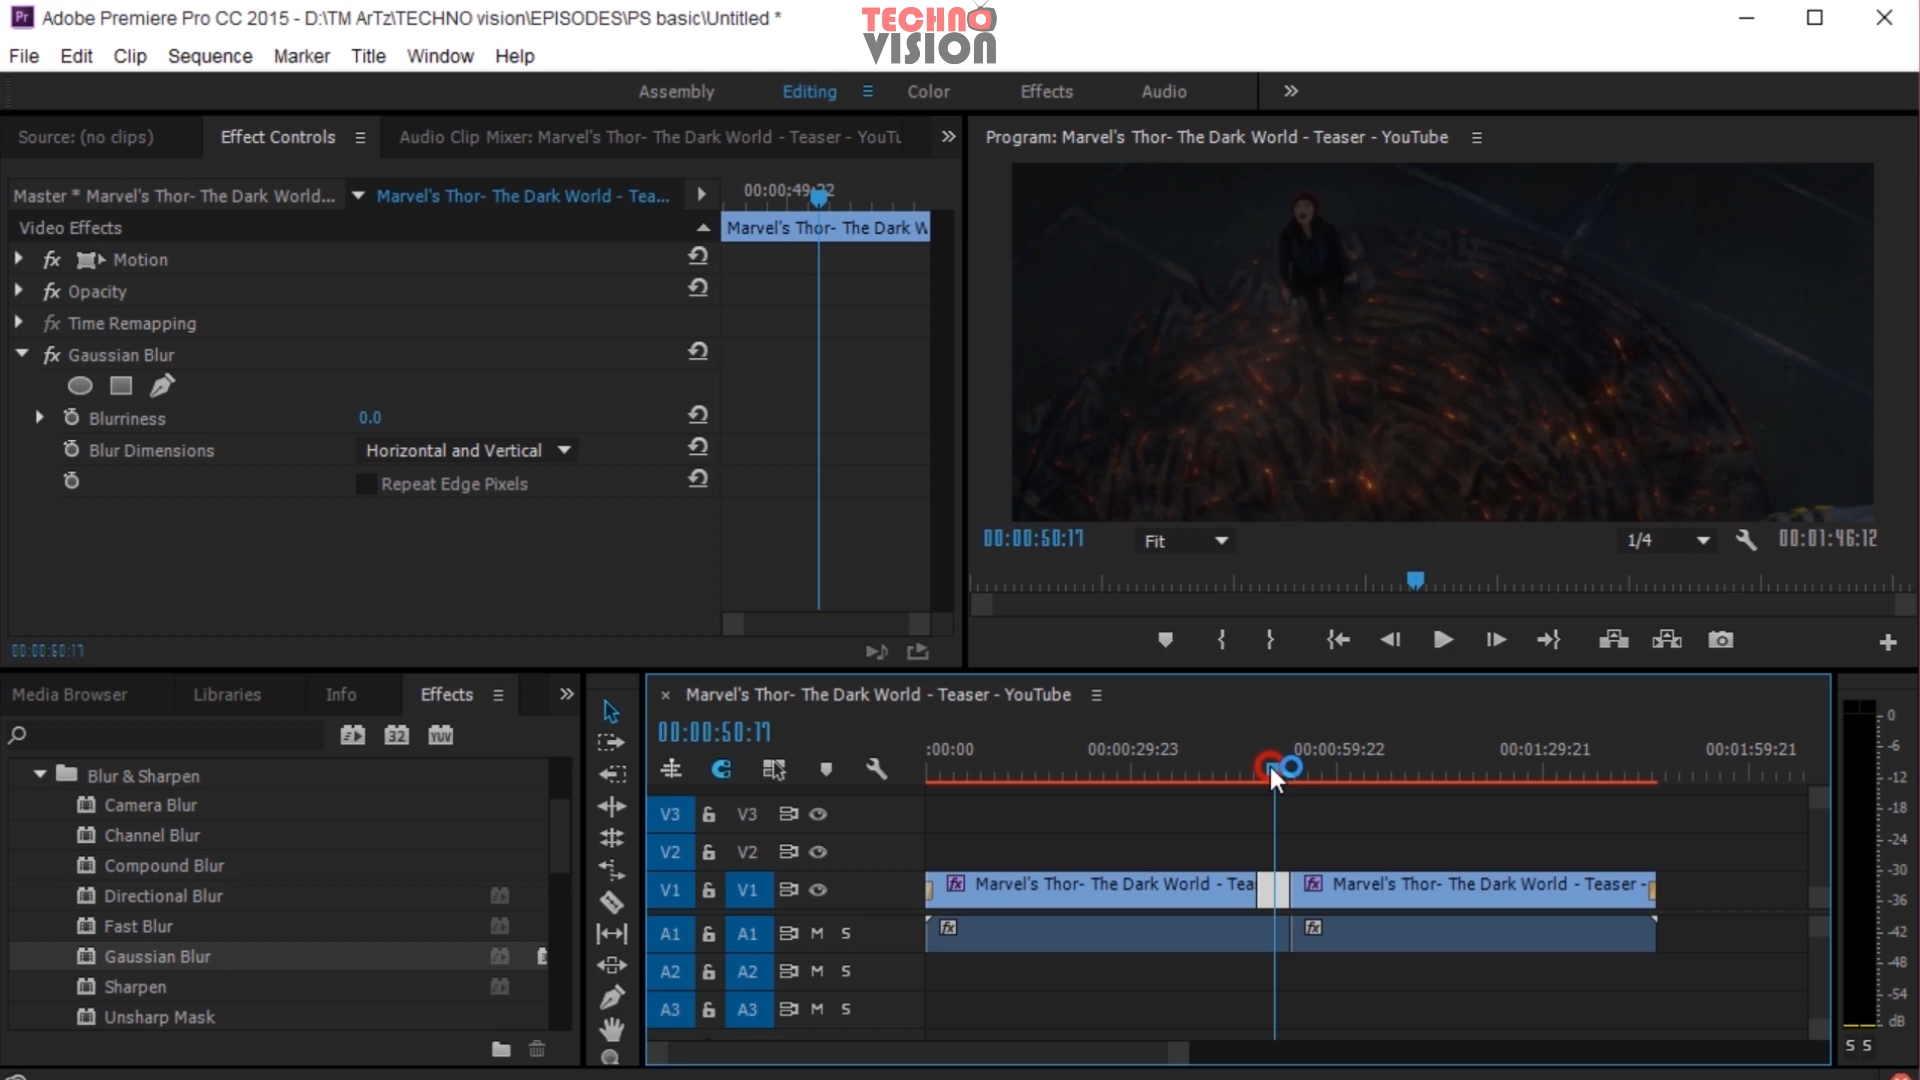 Adobe Premiere Pro CC 2015 - D:\TM ArTz\TECHNO vision\EPISODES\PS basic\Untitled *
TECHNO
VISION
File Edit Clip Sequence Marker Title Window Help
Assembly Editing Color Effects Audio
Source: (no clips) Effect Controls Audio Clip Mixer: Marvel's Thor- The Dark World - Teaser - YouTu
Program: Marvel's Thor- The Dark World - Teaser - YouTube
Master * Marvel's Thor- The Dark World... Marvel's Thor- The Dark World - Tea... 00:00:49:22
Video Effects Marvel's Thor- The Dark W
fx Motion
fx Opacity
fx Time Remapping
fx Gaussian Blur
Blurriness 0.0
Blur Dimensions Horizontal and Vertical
Repeat Edge Pixels
00:00:50:17 Fit 1/4 00:01:46:12
00:00:50:17
Media Browser Libraries Info Effects
32 YUV
Blur & Sharpen
Camera Blur
Channel Blur
Compound Blur
Directional Blur
Fast Blur
Gaussian Blur
Sharpen
Unsharp Mask
Marvel's Thor- The Dark World - Teaser - YouTube
00:00:50:17
:00:00 00:00:29:23 00:00:59:22 00:01:29:21 00:01:59:21
V3 V3
V2 V2
V1 V1 fx Marvel's Thor- The Dark World - Tea fx Marvel's Thor- The Dark World - Teaser -
A1 A1 M S fx fx
A2 A2 M S
A3 A3 M S
0
-6
-12
-18
-24
-30
-36
-42
-48
-54
dB
S S